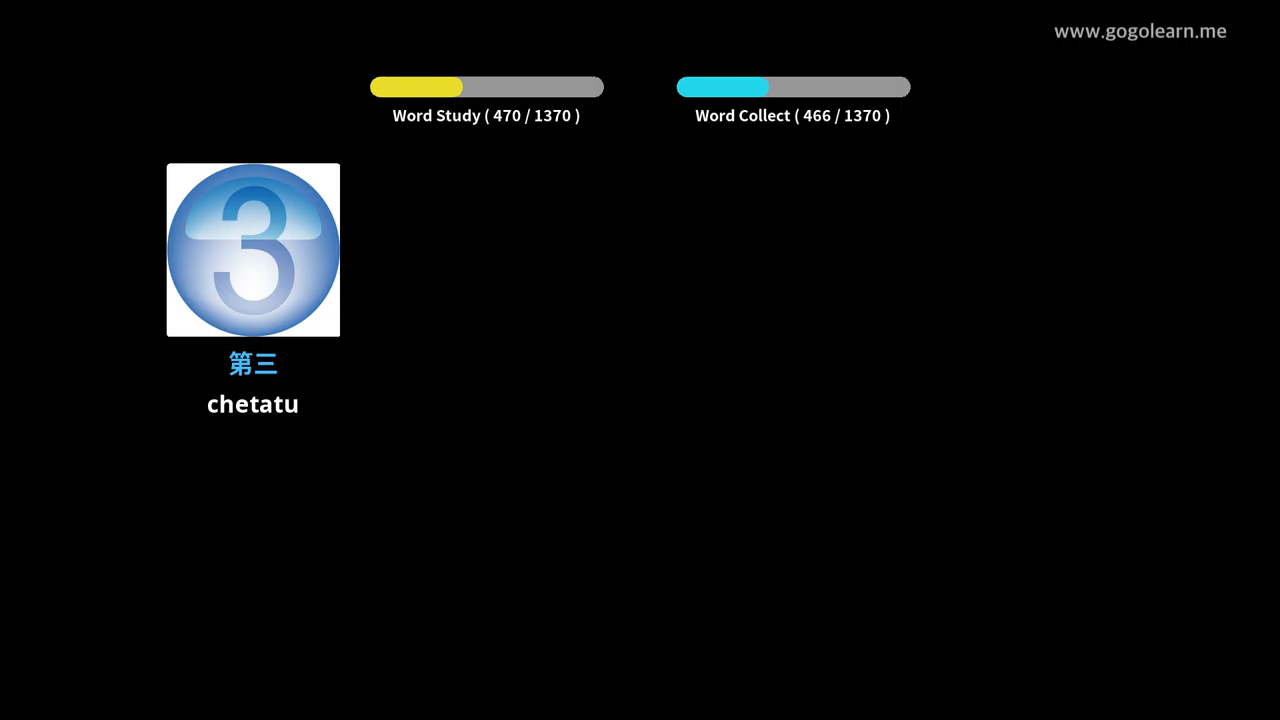 www.gogolearn.me
Word Study ( 470 / 1370 )
Word Collect ( 466 / 1370 )
3
第三
chetatu